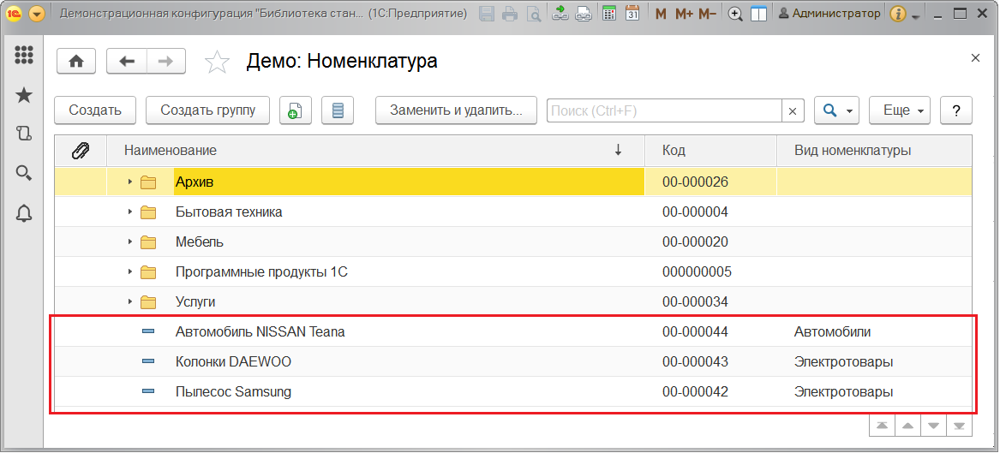 1С Демонстрационная конфигурация "Библиотека стан... (1С:Предприятие) 31 M M+ M- Администратор i
Демо: Номенклатура
Создать Создать группу Заменить и удалить... Поиск (Ctrl+F) Еще ?
Наименование Код Вид номенклатуры
Архив 00-000026
Бытовая техника 00-000004
Мебель 00-000020
Программные продукты 1С 000000005
Услуги 00-000034
Автомобиль NISSAN Teana 00-000044 Автомобили
Колонки DAEWOO 00-000043 Электротовары
Пылесос Samsung 00-000042 Электротовары